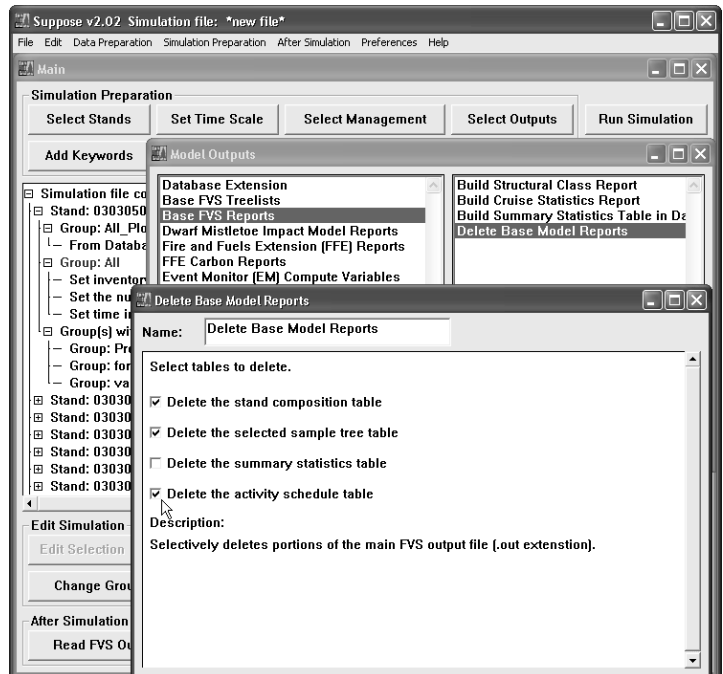 Suppose v2.02 Simulation file: *new file*
File Edit Data Preparation Simulation Preparation After Simulation Preferences Help
Main
Simulation Preparation
Select Stands Set Time Scale Select Management Select Outputs Run Simulation
Add Keywords
Model Outputs
Database Extension
Base FVS Treelists
Base FVS Reports
Dwarf Mistletoe Impact Model Reports
Fire and Fuels Extension (FFE) Reports
FFE Carbon Reports
Event Monitor (EM) Compute Variables
Build Structural Class Report
Build Cruise Statistics Report
Build Summary Statistics Table in Da
Delete Base Model Reports
Simulation file co
Stand: 0303050
Group: All_Plo
From Databa
Group: All
Set inventory
Set the nu
Set time i
Group(s) wi
Group: Pr
Group: for
Group: va
Stand: 03030
Stand: 03030
Stand: 03030
Stand: 03030
Stand: 03030
Stand: 03030
Edit Simulation
Edit Selection
Change Grou
After Simulation
Read FVS Ou
Delete Base Model Reports
Name: Delete Base Model Reports
Select tables to delete.
Delete the stand composition table
Delete the selected sample tree table
Delete the summary statistics table
Delete the activity schedule table
Description:
Selectively deletes portions of the main FVS output file (.out extenstion).